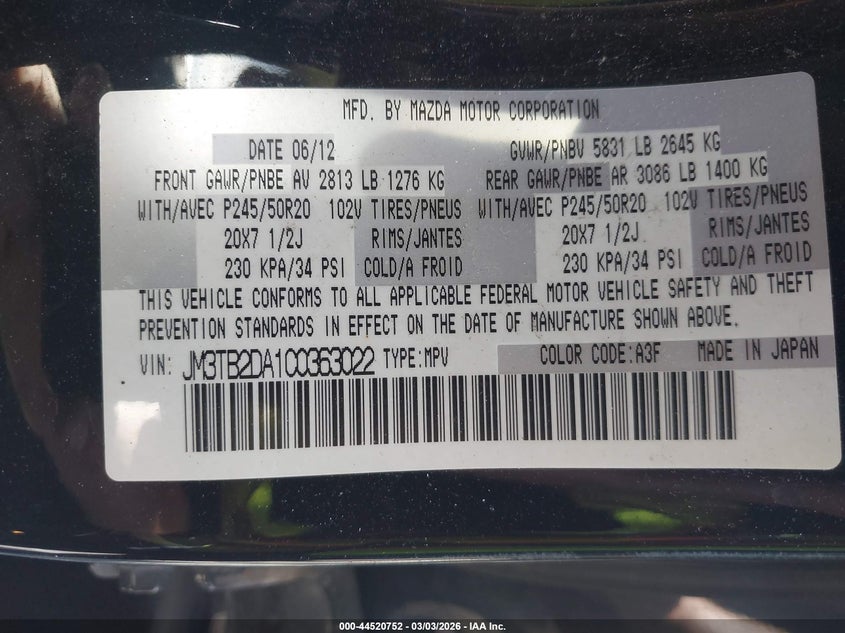 MFD. BY MAZDA MOTOR CORPORATION
DATE 06/12 GVWR/PNBV 5831 LB 2645 KG
FRONT GAWR/PNBE AV 2813 LB 1276 KG REAR GAWR/PNBE AR 3086 LB 1400 KG
WITH/AVEC P245/50R20 102V TIRES/PNEUS WITH/AVEC P245/50R20 102V TIRES/PNEUS
20X7 1/2J RIMS/JANTES 20X7 1/2J RIMS/JANTES
230 KPA/34 PSI COLD/A FROID 230 KPA/34 PSI COLD/A FROID
THIS VEHICLE CONFORMS TO ALL APPLICABLE FEDERAL MOTOR VEHICLE SAFETY AND THEFT
PREVENTION STANDARDS IN EFFECT ON THE DATE OF MANUFACTURE SHOWN ABOVE.
VIN: JM3TB2DA1C0363022 TYPE:MPV COLOR CODE:A3F MADE IN JAPAN
000-44520752 — 03/03/2026 — IAA Inc.